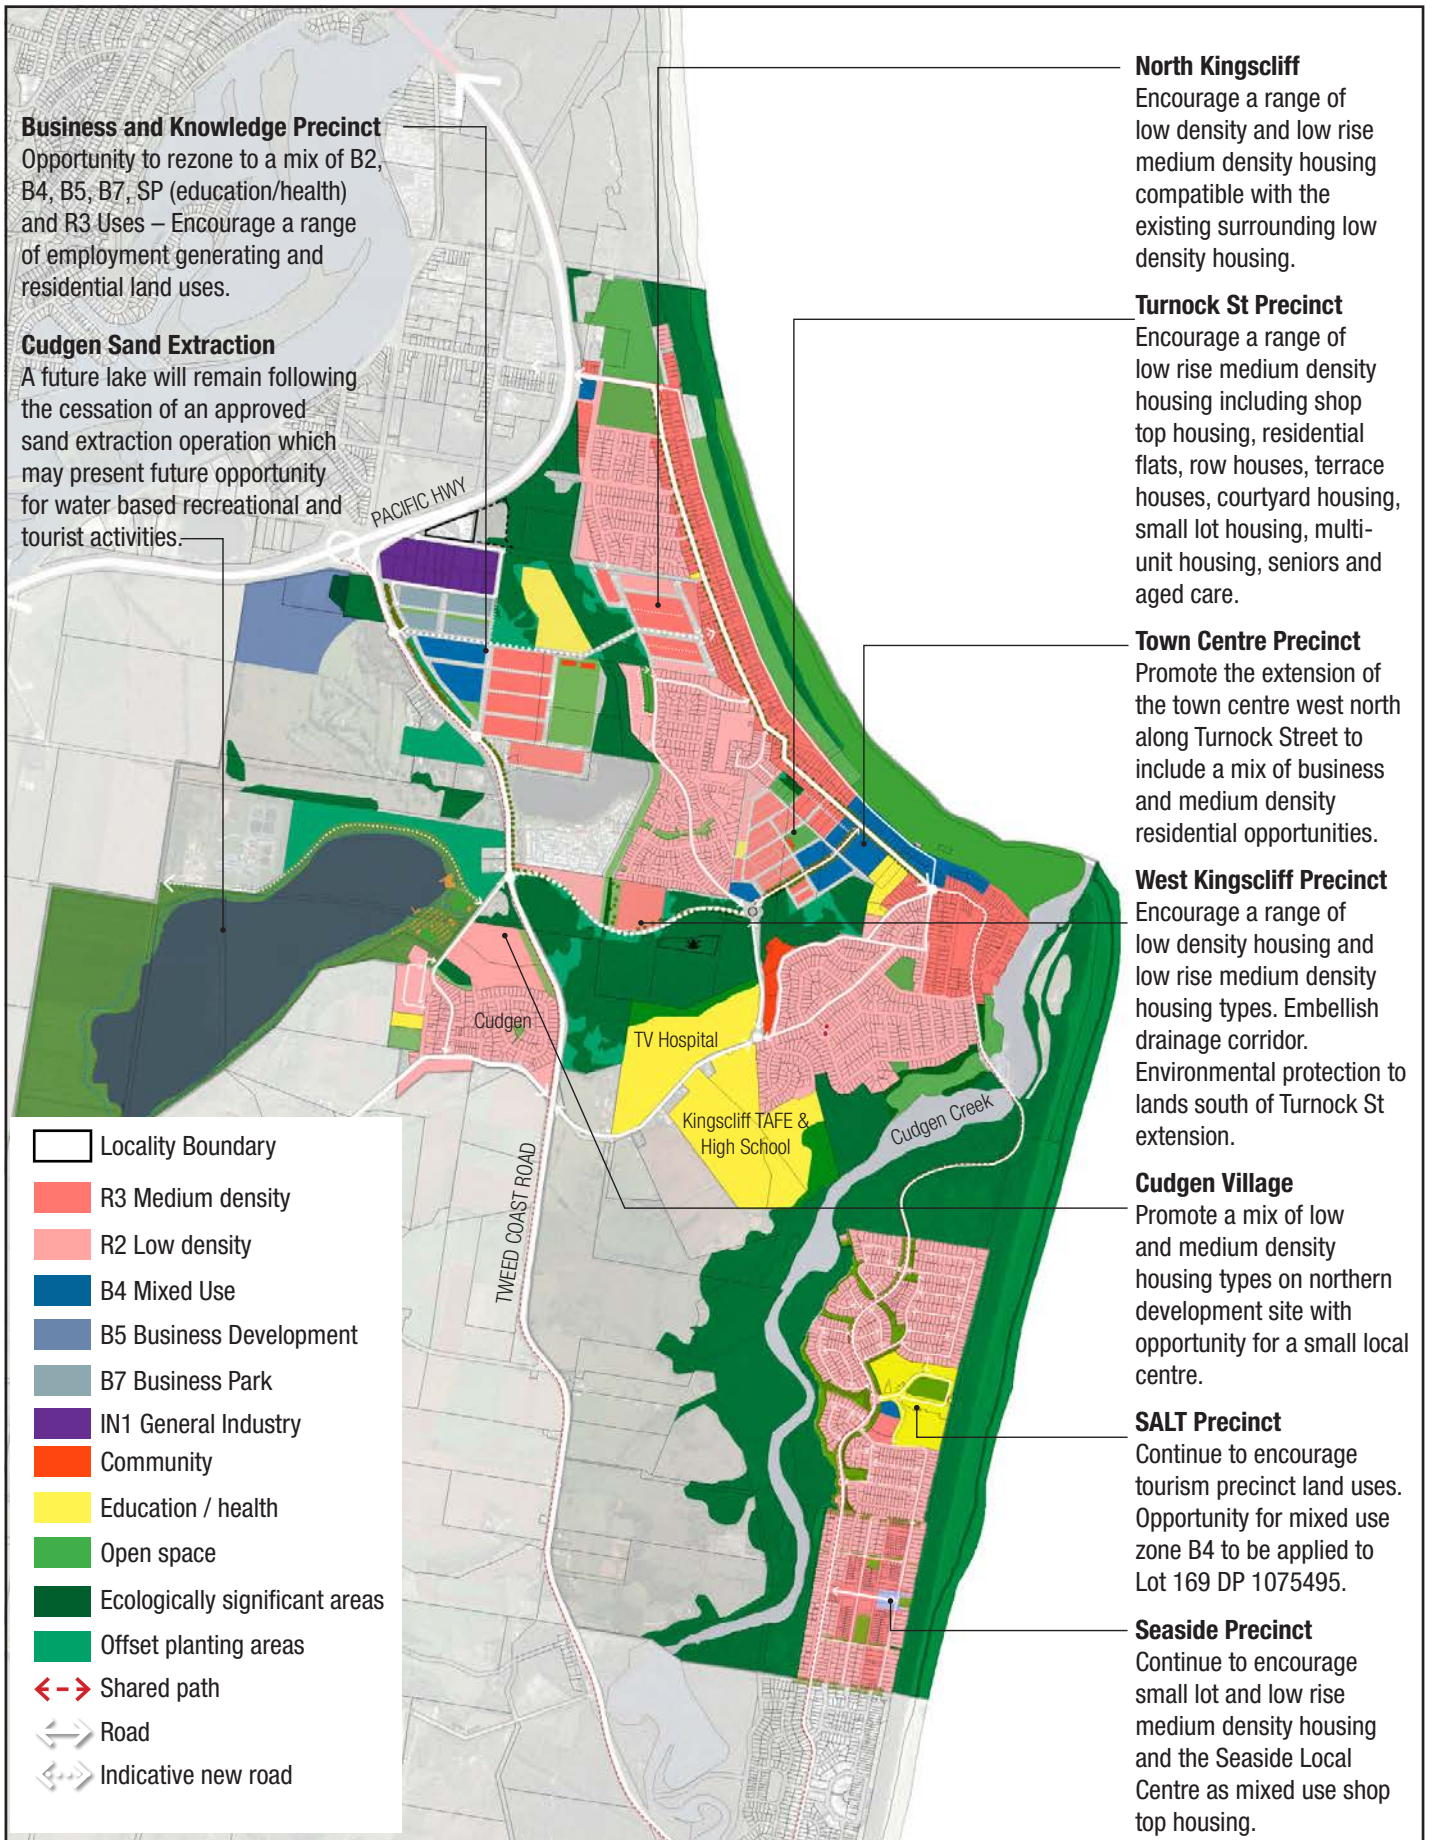 Business and Knowledge Precinct
Opportunity to rezone to a mix of B2,
B4, B5, B7, SP (education/health)
and R3 Uses – Encourage a range
of employment generating and
residential land uses.
Cudgen Sand Extraction
A future lake will remain following
the cessation of an approved
sand extraction operation which
may present future opportunity
for water based recreational and
tourist activities.
PACIFIC HWY
Cudgen
TV Hospital
Kingscliff TAFE &
High School
Cudgen Creek
TWEED COAST ROAD
North Kingscliff
Encourage a range of
low density and low rise
medium density housing
compatible with the
existing surrounding low
density housing.
Turnock St Precinct
Encourage a range of
low rise medium density
housing including shop
top housing, residential
flats, row houses, terrace
houses, courtyard housing,
small lot housing, multi-
unit housing, seniors and
aged care.
Town Centre Precinct
Promote the extension of
the town centre west north
along Turnock Street to
include a mix of business
and medium density
residential opportunities.
West Kingscliff Precinct
Encourage a range of
low density housing and
low rise medium density
housing types. Embellish
drainage corridor.
Environmental protection to
lands south of Turnock St
extension.
Cudgen Village
Promote a mix of low
and medium density
housing types on northern
development site with
opportunity for a small local
centre.
SALT Precinct
Continue to encourage
tourism precinct land uses.
Opportunity for mixed use
zone B4 to be applied to
Lot 169 DP 1075495.
Seaside Precinct
Continue to encourage
small lot and low rise
medium density housing
and the Seaside Local
Centre as mixed use shop
top housing.
Locality Boundary
R3 Medium density
R2 Low density
B4 Mixed Use
B5 Business Development
B7 Business Park
IN1 General Industry
Community
Education / health
Open space
Ecologically significant areas
Offset planting areas
Shared path
Road
Indicative new road